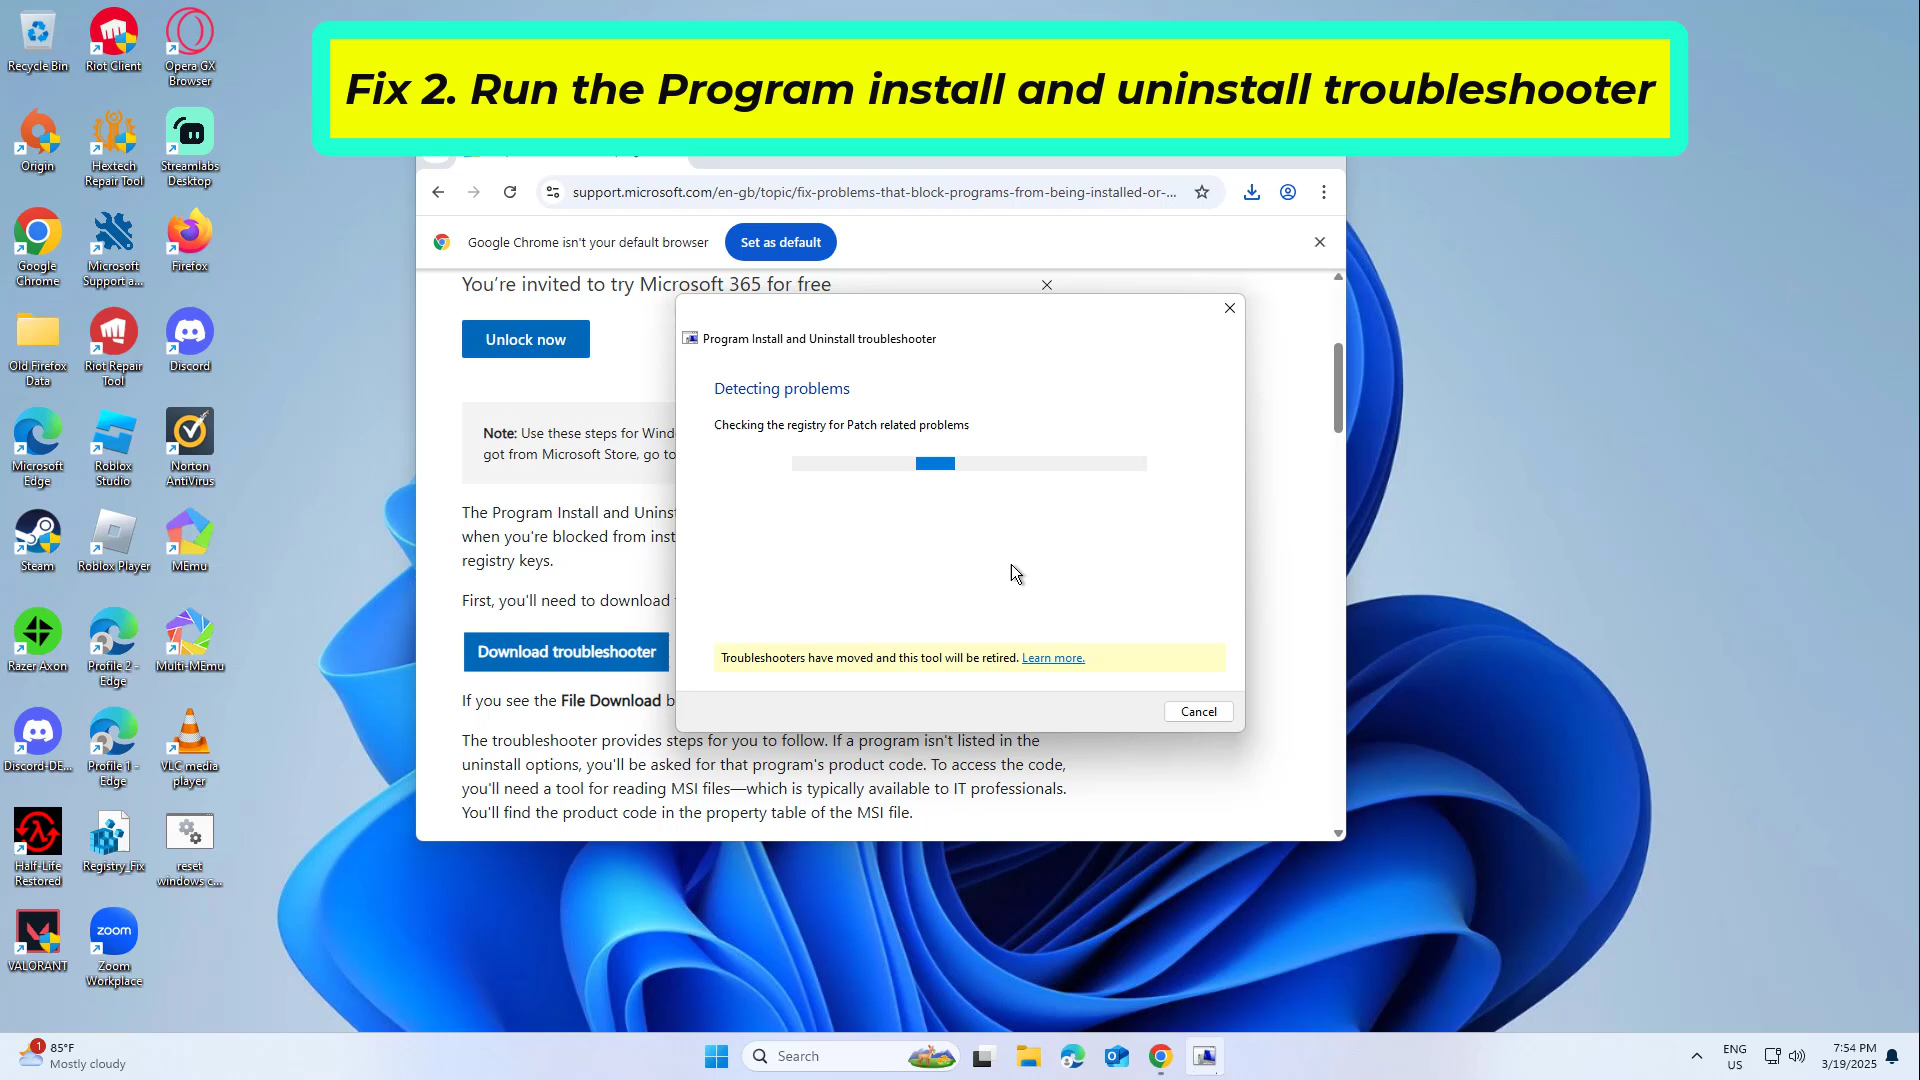 Fix 2. Run the Program install and uninstall troubleshooter
Recycle Bin
Riot Client
Opera GX
Browser
Origin
Hextech
Repair Tool
Streamlabs
Desktop
Google
Chrome
Microsoft
Support a...
Firefox
Old Firefox
Data
Riot Repair
Tool
Discord
Microsoft
Edge
Roblox
Studio
Norton
AntiVirus
Steam
Roblox Player
MEmu
Razer Axon
Profile 2 -
Edge
Multi-MEmu
Discord-DE...
Profile 1 -
Edge
VLC media
player
Half-Life
Restored
Registry_Fix
reset
windows c...
VALORANT
zoom
Zoom
Workplace
support.microsoft.com/en-gb/topic/fix-problems-that-block-programs-from-being-installed-or-...
Google Chrome isn't your default browser
Set as default
You’re invited to try Microsoft 365 for free
Unlock now
Note: Use these steps for Wind
got from Microsoft Store, go to
The Program Install and Uninst
when you're blocked from inst
registry keys.
First, you'll need to download
Download troubleshooter
If you see the File Download b
The troubleshooter provides steps for you to follow. If a program isn't listed in the
uninstall options, you'll be asked for that program's product code. To access the code,
you'll need a tool for reading MSI files—which is typically available to IT professionals.
You'll find the product code in the property table of the MSI file.
Program Install and Uninstall troubleshooter
Detecting problems
Checking the registry for Patch related problems
Troubleshooters have moved and this tool will be retired. Learn more.
Cancel
1
85°F
Mostly cloudy
Search
ENG
US
7:54 PM
3/19/2025